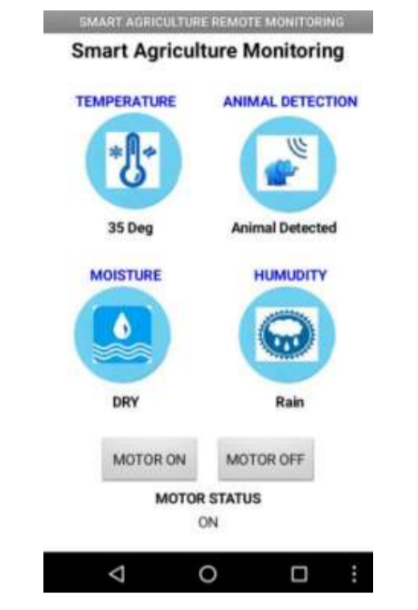 SMART AGRICULTURE REMOTE MONITORING
Smart Agriculture Monitoring
TEMPERATURE
ANIMAL DETECTION
35 Deg
Animal Detected
MOISTURE
HUMUDITY
DRY
Rain
MOTOR ON
MOTOR OFF
MOTOR STATUS
ON